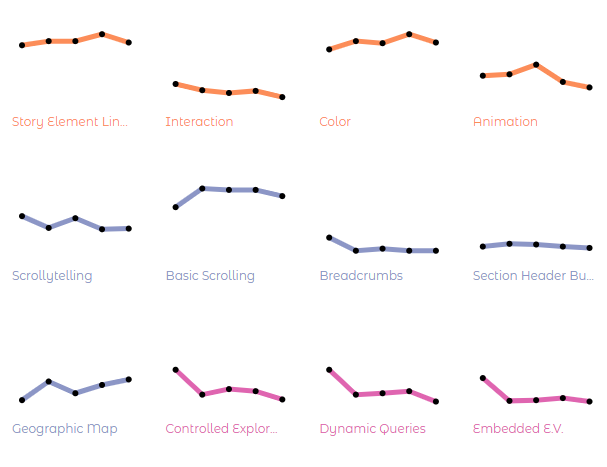 Story Element Lin...
Interaction
Color
Animation
Scrollytelling
Basic Scrolling
Breadcrumbs
Section Header Bu...
Geographic Map
Controlled Explor...
Dynamic Queries
Embedded E.V.